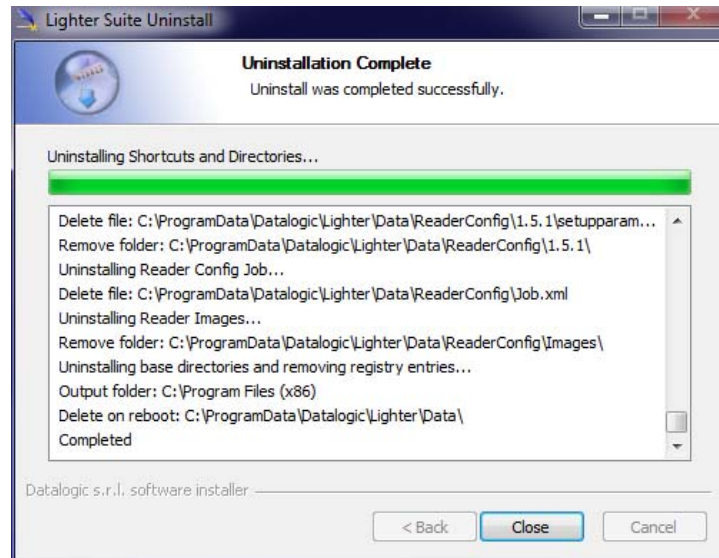 Lighter Suite Uninstall
Uninstallation Complete
Uninstall was completed successfully.
Uninstalling Shortcuts and Directories...
Delete file: C:\ProgramData\Datalogic\Lighter\Data\ReaderConfig\1.5.1\setupparam...
Remove folder: C:\ProgramData\Datalogic\Lighter\Data\ReaderConfig\1.5.1\
Uninstalling Reader Config Job...
Delete file: C:\ProgramData\Datalogic\Lighter\Data\ReaderConfig\Job.xml
Uninstalling Reader Images...
Remove folder: C:\ProgramData\Datalogic\Lighter\Data\ReaderConfig\Images\
Uninstalling base directories and removing registry entries...
Output folder: C:\Program Files (x86)
Delete on reboot: C:\ProgramData\Datalogic\Lighter\Data\
Completed
Datalogic s.r.l. software installer
< Back Close Cancel